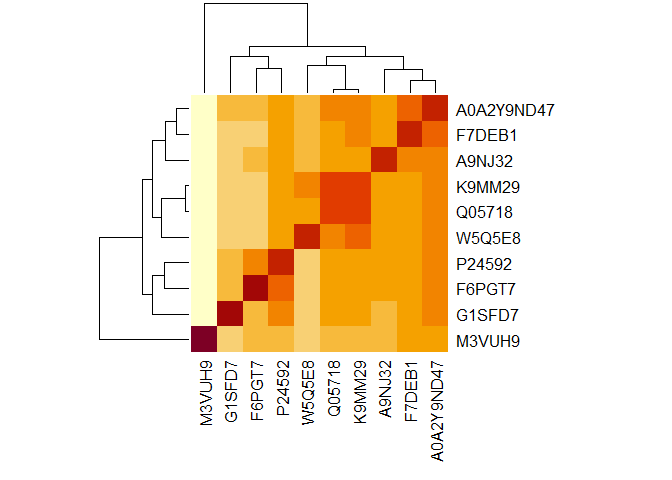 A0A2Y9ND47
F7DEB1
A9NJ32
K9MM29
Q05718
W5Q5E8
P24592
F6PGT7
G1SFD7
M3VUH9
M3VUH9
G1SFD7
F6PGT7
P24592
W5Q5E8
Q05718
K9MM29
A9NJ32
F7DEB1
A0A2Y9ND47